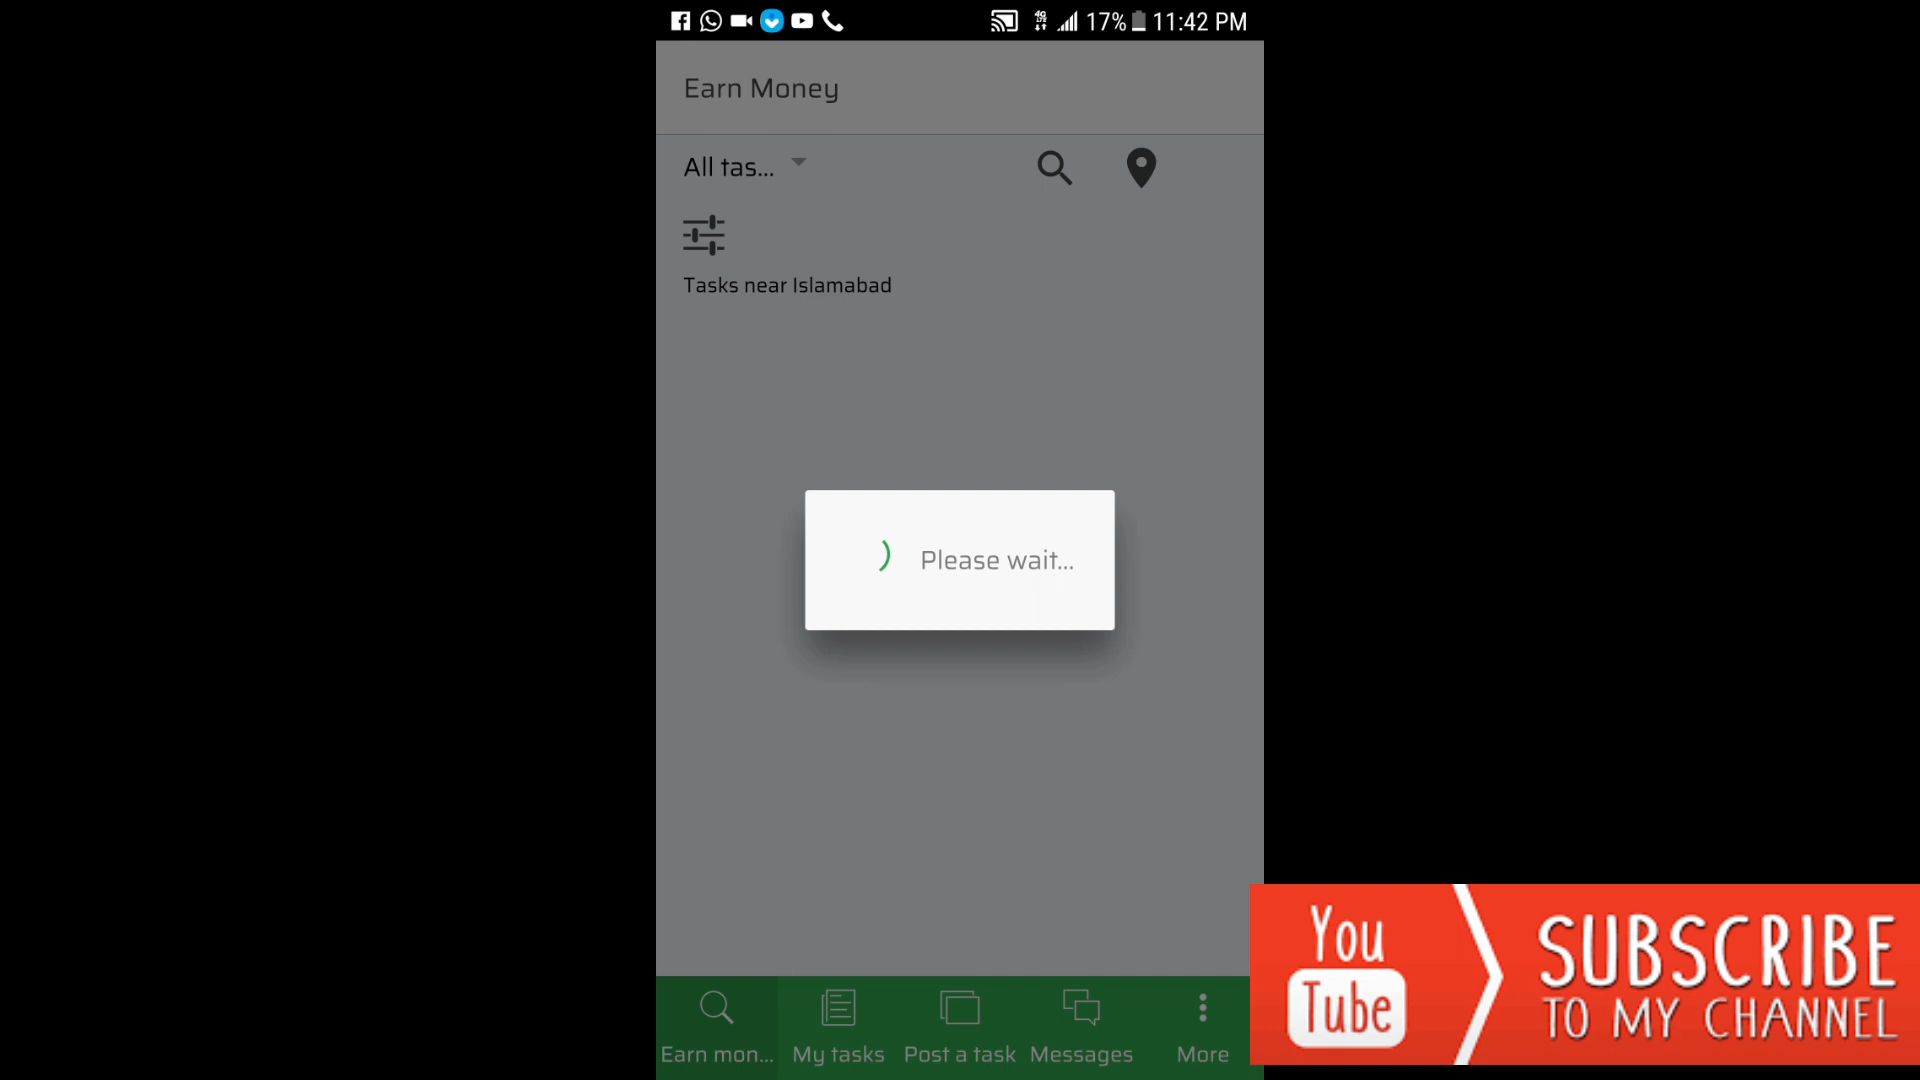 17% 11:42 PM
Earn Money
All tas...
Tasks near Islamabad
Please wait...
Earn mon... My tasks Post a task Messages More
You
Tube
SUBSCRIBE
TO MY CHANNEL